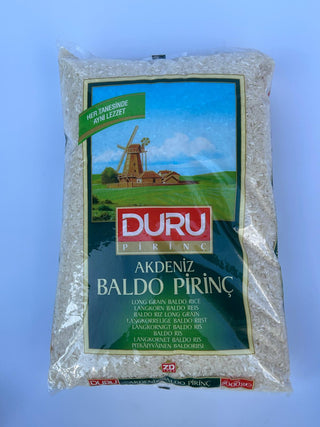 HER TANESİNDE
AYNI LEZZET
DURU
PİRİNÇ
AKDENİZ
BALDO PİRİNÇ
LONG GRAIN BALDO RICE
LANGKORN BALDO REIS
BALDO RIZ LONG GRAIN
LANGKORRELIGE BALDO RIJST
LANGKORNIGT BALDO RIS
BALDO RIS
LANGKORNET BALDO RIS
PITKÄJYVÄINEN BALDORIISI
DURU AKDENİZ BALDO PİRİNÇ